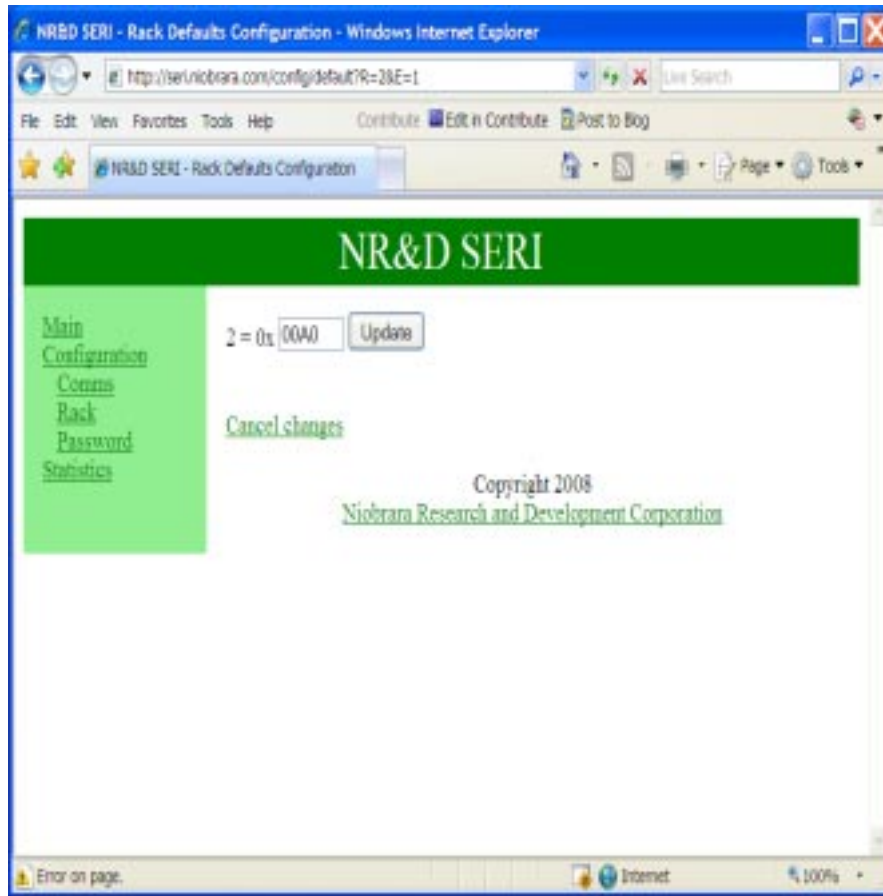 NR&D SERI - Rack Defaults Configuration - Windows Internet Explorer
http://seri.niobrara.com/config/default?R=2&E=1
Live Search
File Edit View Favorites Tools Help Contribute Edit in Contribute Post to Blog
NR&D SERI - Rack Defaults Configuration
Page Tools
NR&D SERI
Main
Configuration
Comms
Rack
Password
Statistics
2 = 0x 00A0 Update
Cancel changes
Copyright 2008
Niobrara Research and Development Corporation
Error on page.
Internet
100%